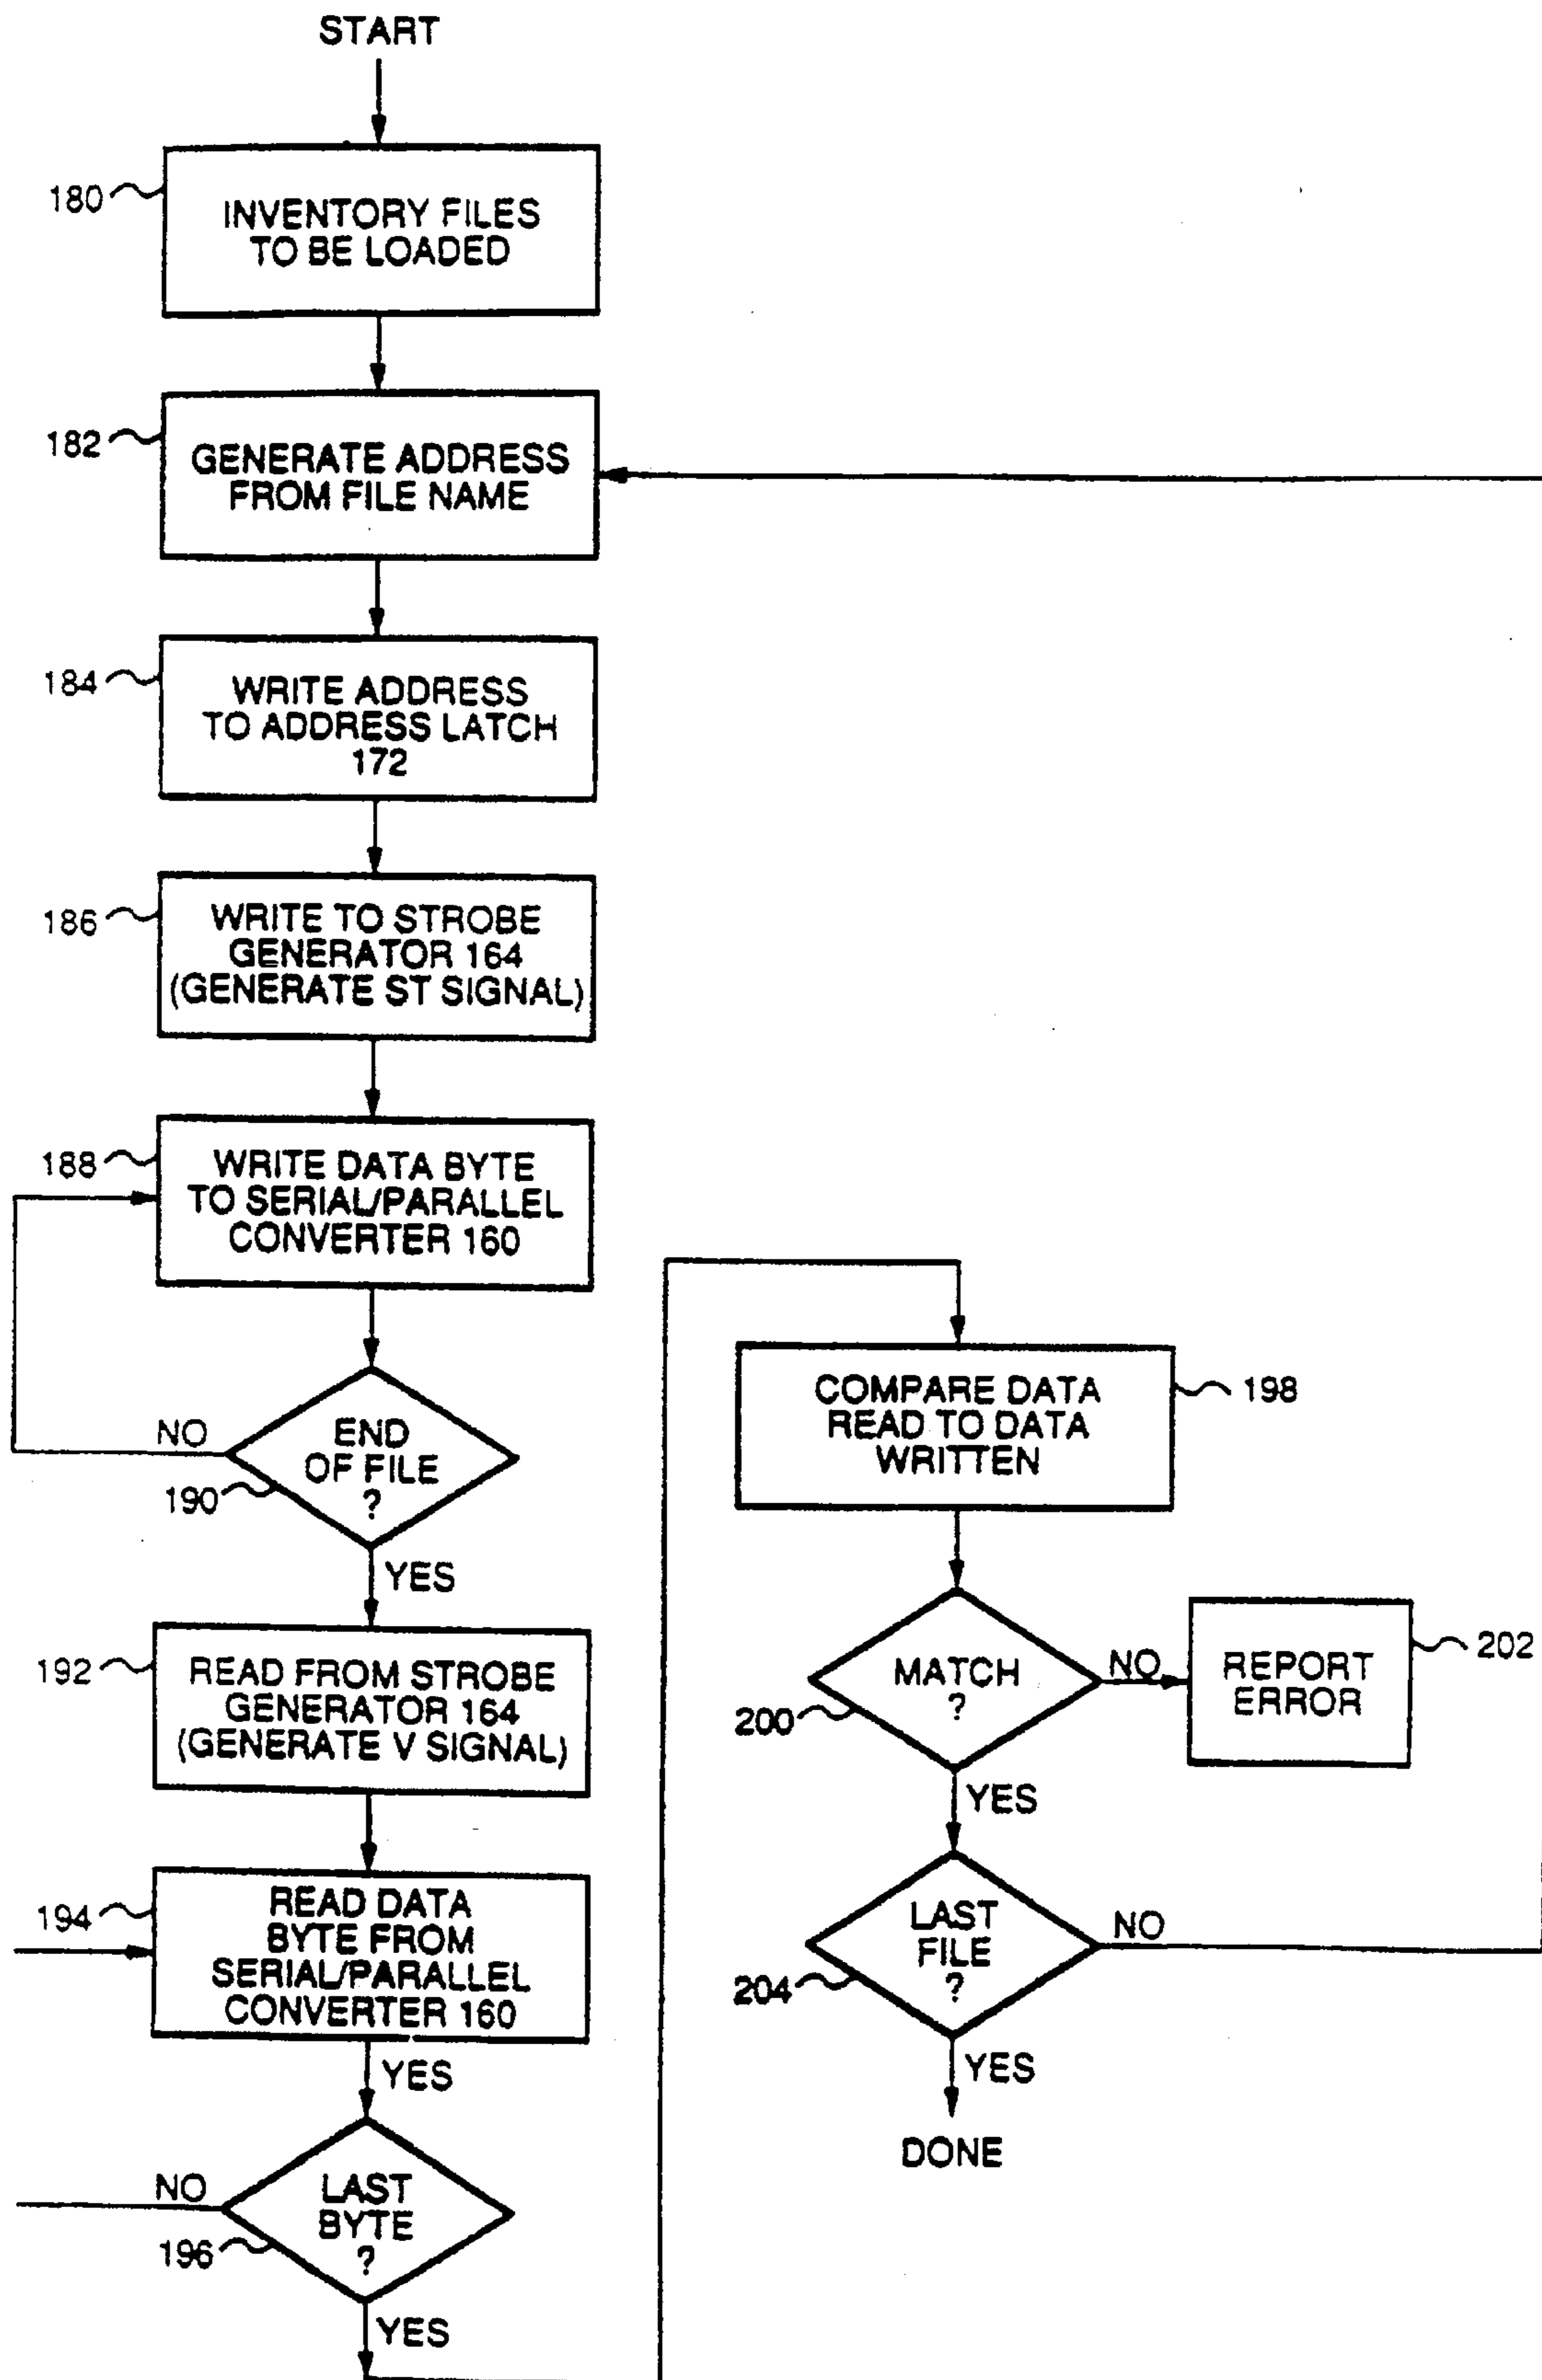 START
180
INVENTORY FILES
TO BE LOADED
182
GENERATE ADDRESS
FROM FILE NAME
184
WRITE ADDRESS
TO ADDRESS LATCH
172
186
WRITE TO STROBE
GENERATOR 164
(GENERATE ST SIGNAL)
188
WRITE DATA BYTE
TO SERIAL/PARALLEL
CONVERTER 160
NO
END
OF FILE
?
190
YES
192
READ FROM STROBE
GENERATOR 164
(GENERATE V SIGNAL)
194
READ DATA
BYTE FROM
SERIAL/PARALLEL
CONVERTER 160
YES
NO
LAST
BYTE
?
196
YES
COMPARE DATA
READ TO DATA
WRITTEN
198
MATCH
?
200
NO
REPORT
ERROR
202
YES
LAST
FILE
?
204
NO
YES
DONE